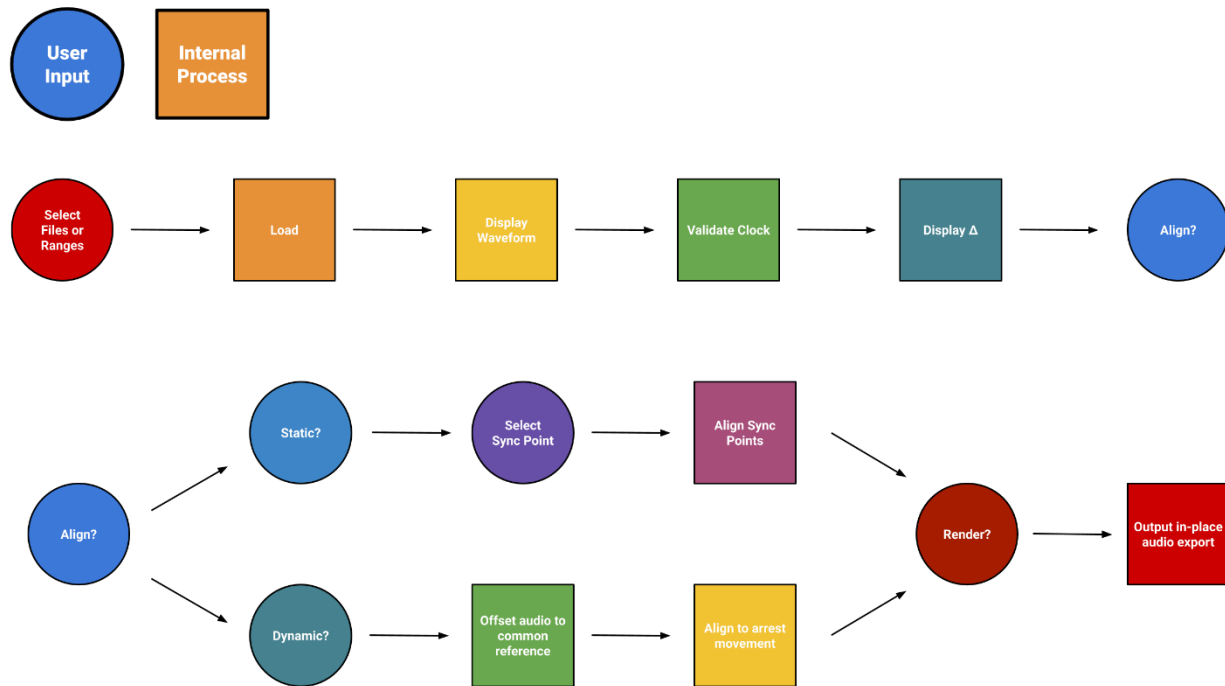 User
Input
Internal
Process
Select
Files or
Ranges
Load
Display
Waveform
Validate Clock
Display Δ
Align?
Static?
Select
Sync Point
Align Sync
Points
Align?
Render?
Output in-place
audio export
Dynamic?
Offset audio to
common
reference
Align to arrest
movement